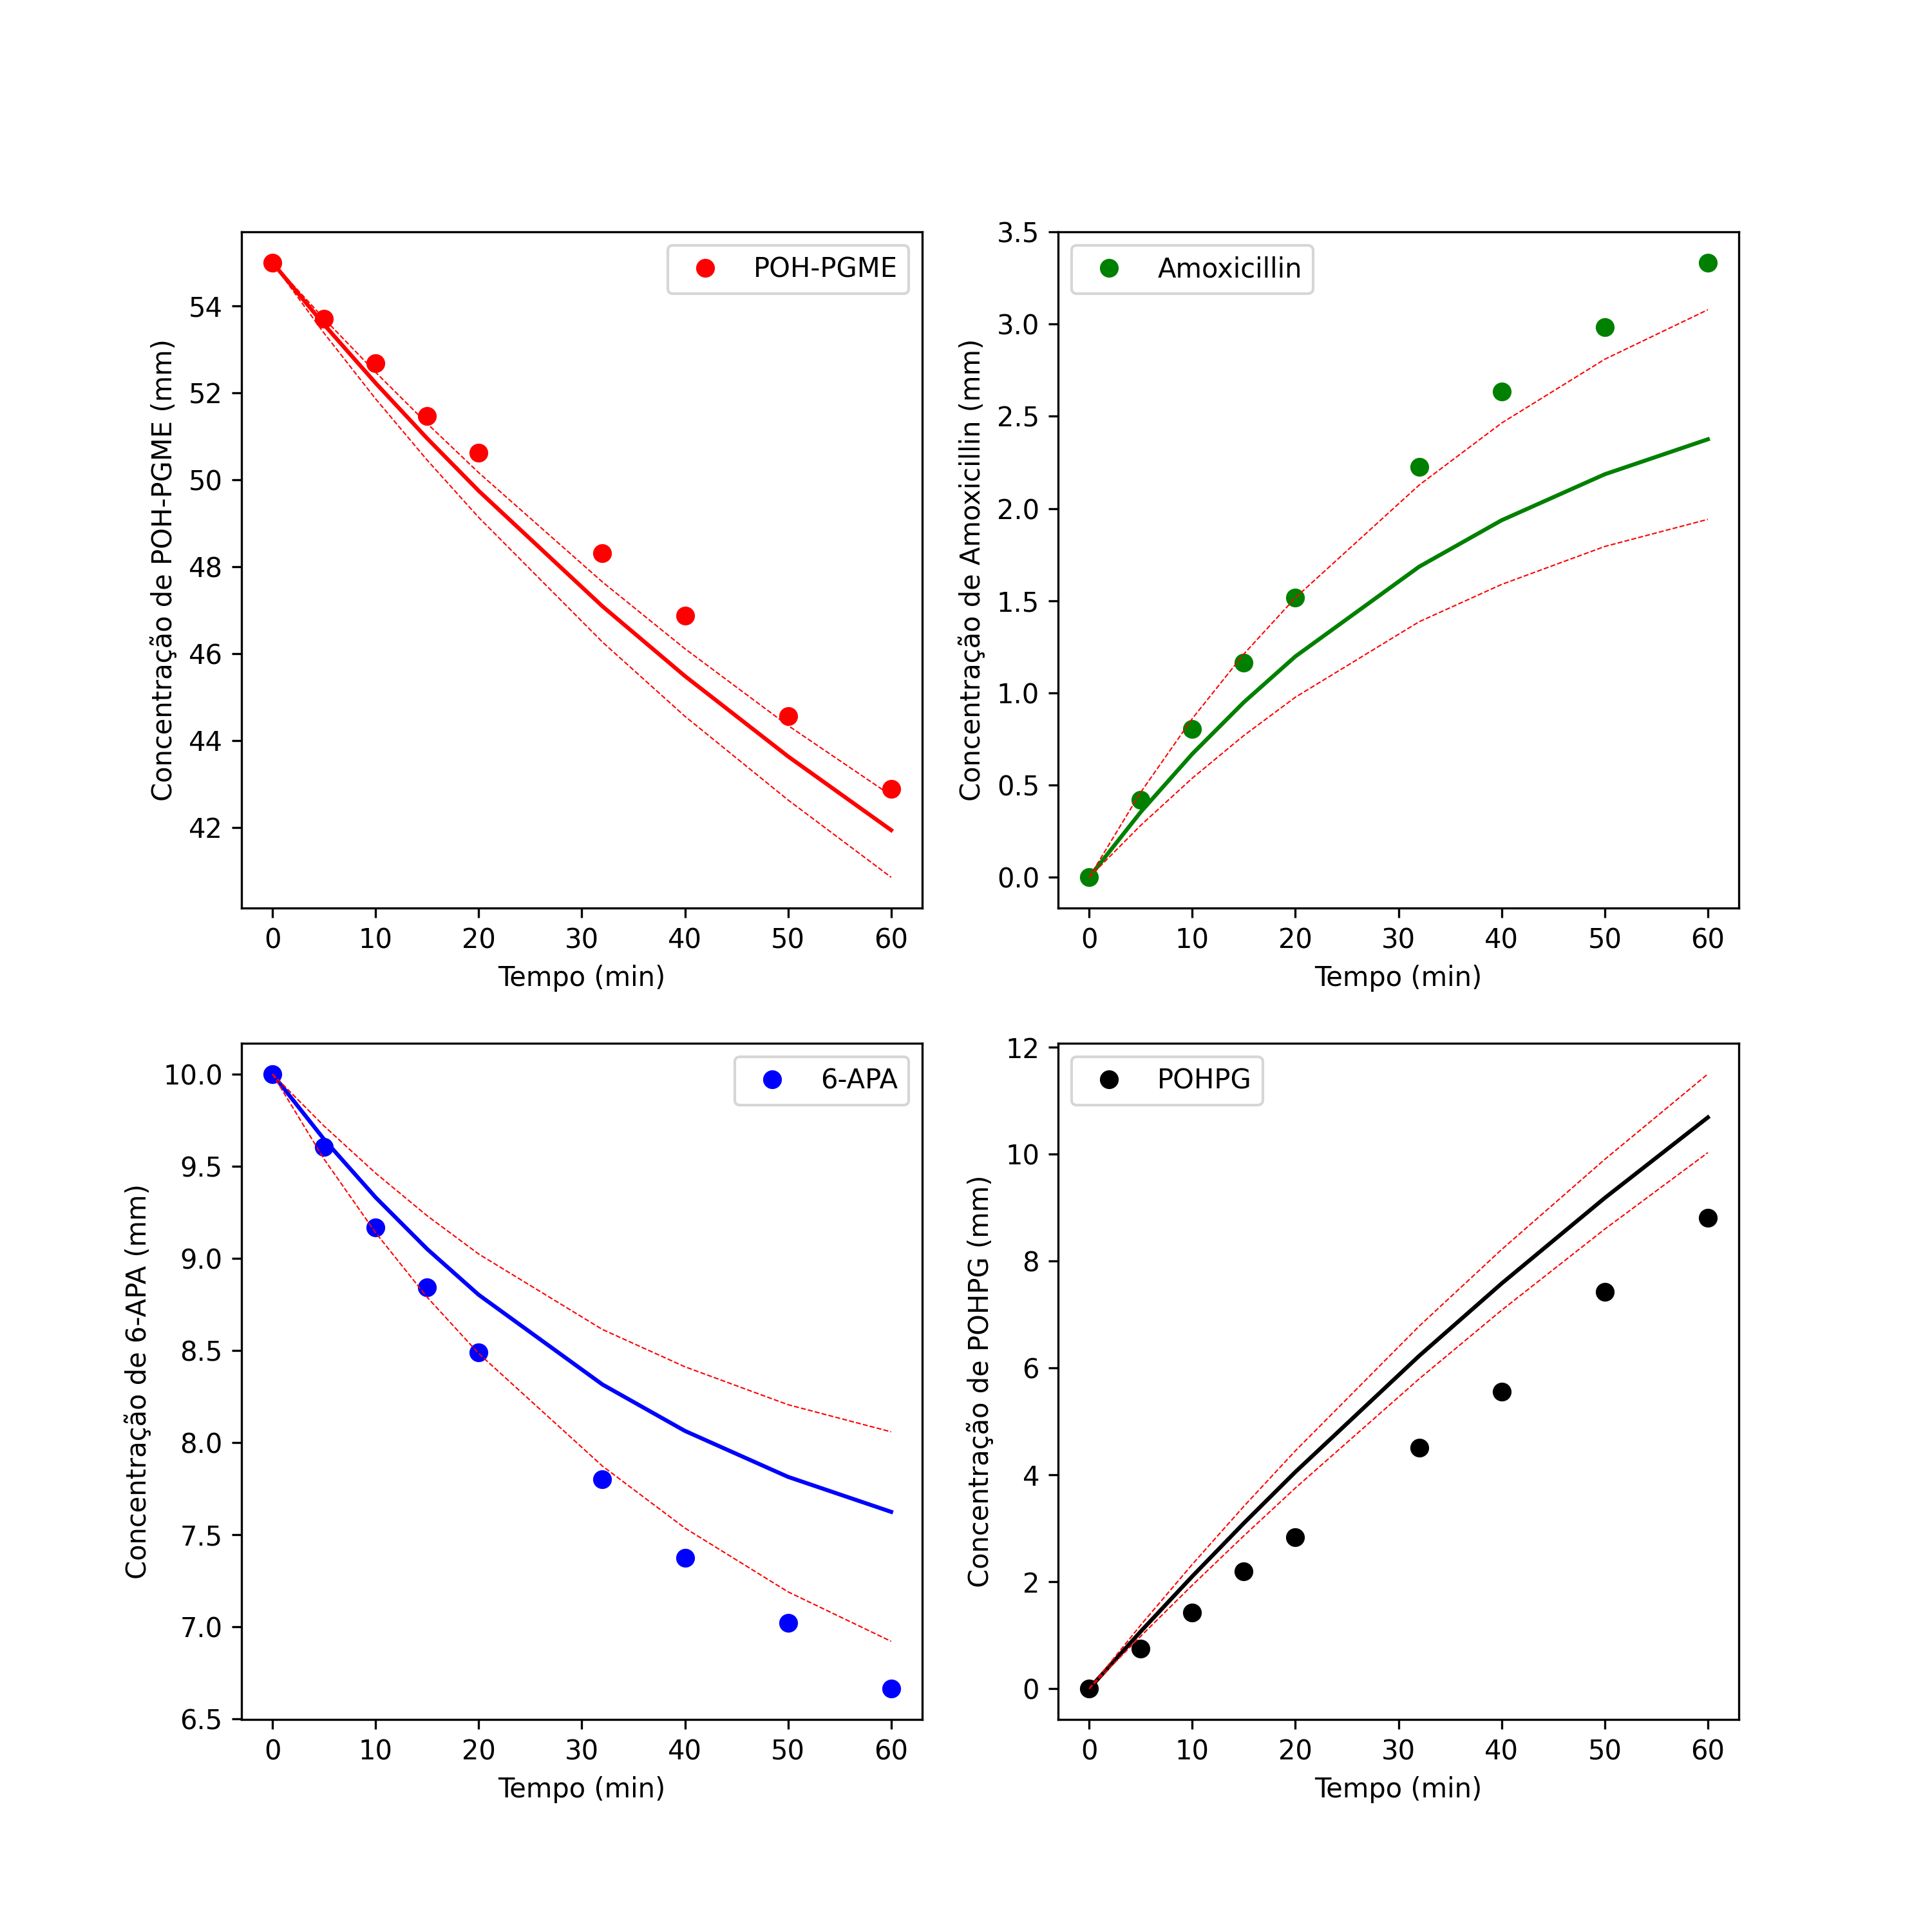 POH-PGME
54
52
50
48
46
44
42
Concentração de POH-PGME (mm)
0 10 20 30 40 50 60
Tempo (min)
Amoxicillin
3.5
3.0
2.5
2.0
1.5
1.0
0.5
0.0
Concentração de Amoxicillin (mm)
0 10 20 30 40 50 60
Tempo (min)
6-APA
10.0
9.5
9.0
8.5
8.0
7.5
7.0
6.5
Concentração de 6-APA (mm)
0 10 20 30 40 50 60
Tempo (min)
POHPG
12
10
8
6
4
2
0
Concentração de POHPG (mm)
0 10 20 30 40 50 60
Tempo (min)